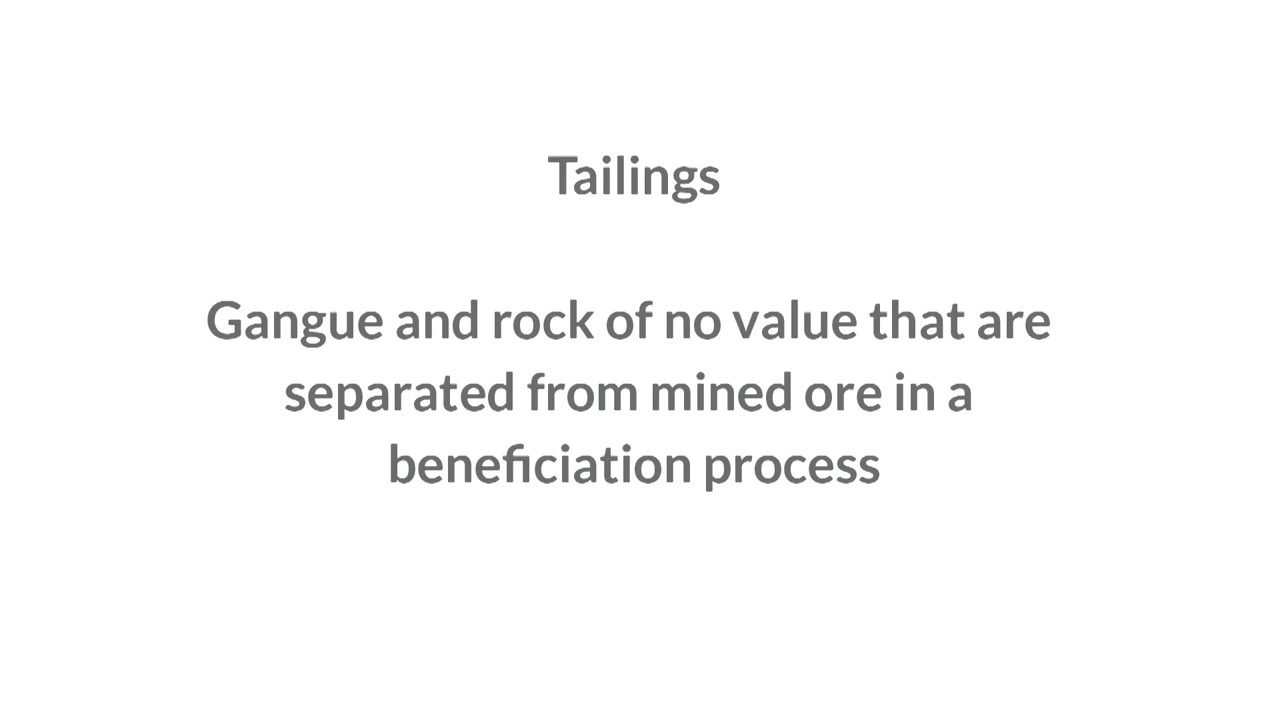 Tailings
Gangue and rock of no value that are
separated from mined ore in a
beneficiation process